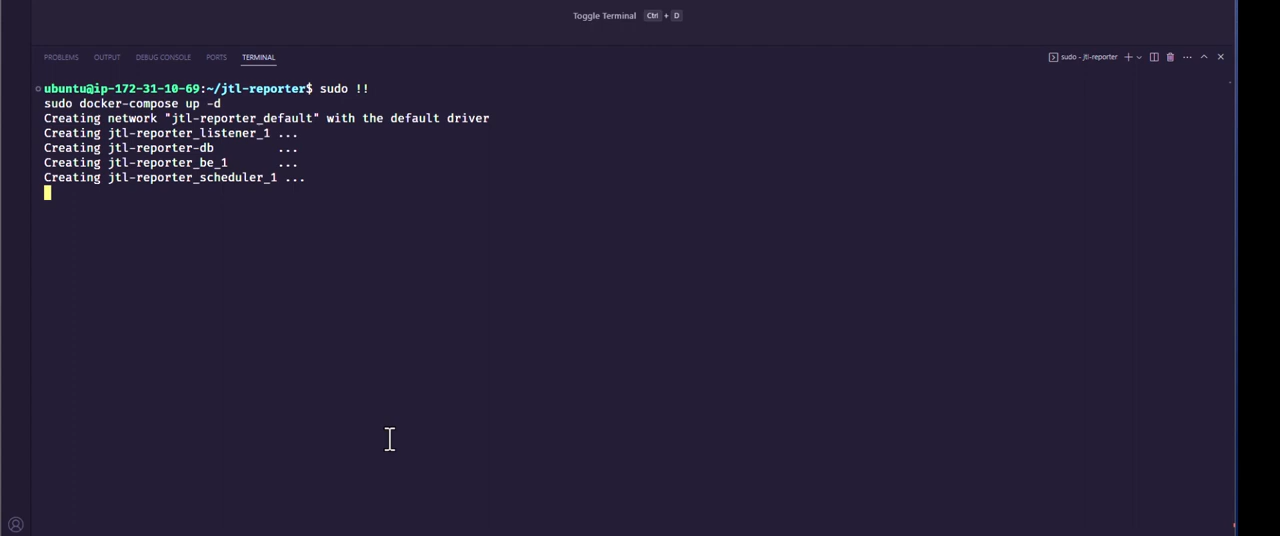 Toggle Terminal Ctrl + D
PROBLEMS OUTPUT DEBUG CONSOLE PORTS TERMINAL sudo - jtl-reporter
ubuntu@ip-172-31-10-69:~/jtl-reporter$ sudo !!
sudo docker-compose up -d
Creating network "jtl-reporter_default" with the default driver
Creating jtl-reporter_listener_1 ...
Creating jtl-reporter-db ...
Creating jtl-reporter_be_1 ...
Creating jtl-reporter_scheduler_1 ...